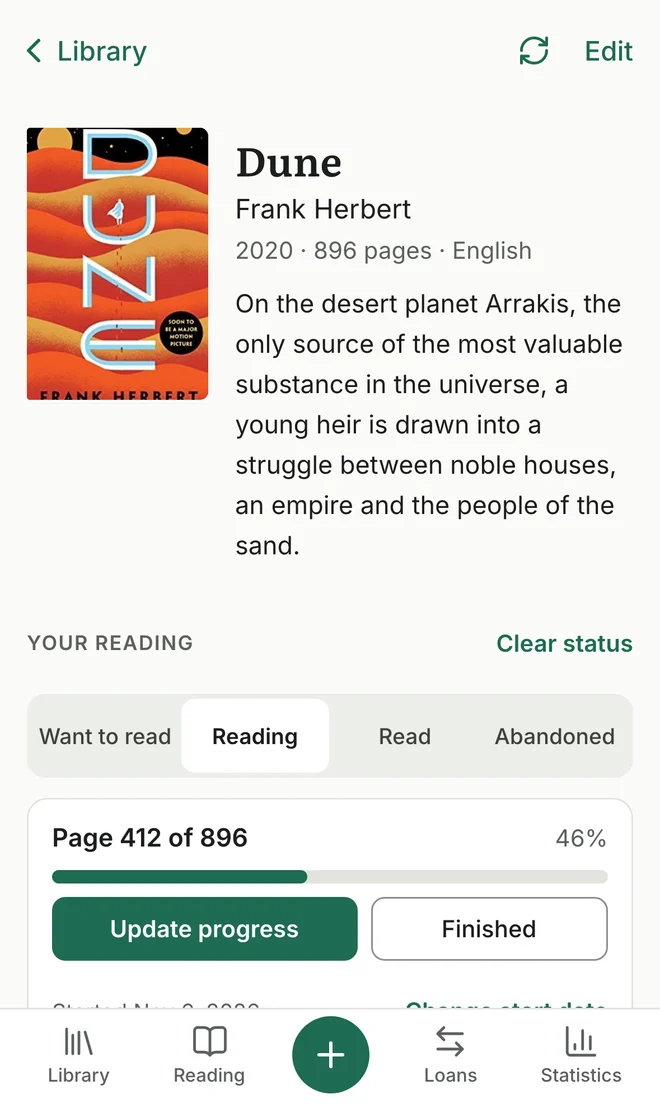 Library
Edit
DUNE
SOON TO
BE A MAJOR
MOTION
PICTURE
FRANK HERBERT
Dune
Frank Herbert
2020 · 896 pages · English
On the desert planet Arrakis, the
only source of the most valuable
substance in the universe, a
young heir is drawn into a
struggle between noble houses,
an empire and the people of the
sand.
YOUR READING
Clear status
Want to read
Reading
Read
Abandoned
Page 412 of 896
46%
Update progress
Finished
Change start date
Library
Reading
Loans
Statistics